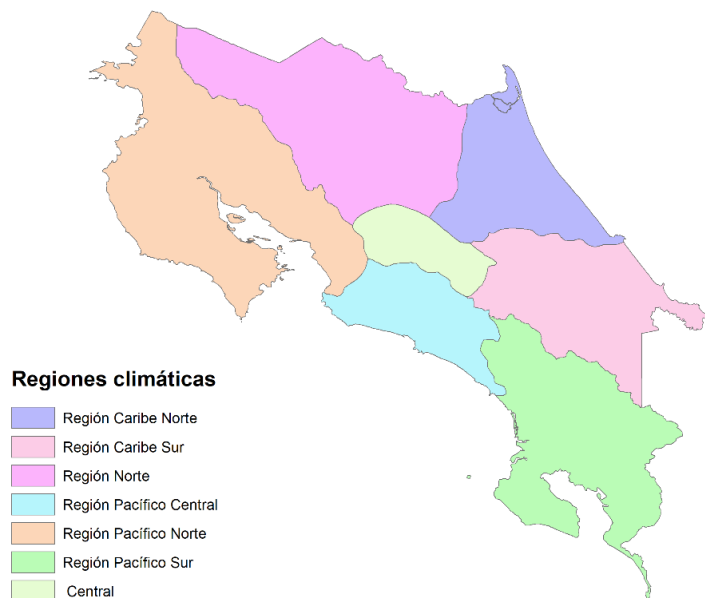 Regiones climáticas
Región Caribe Norte
Región Caribe Sur
Región Norte
Región Pacífico Central
Región Pacífico Norte
Región Pacífico Sur
Central